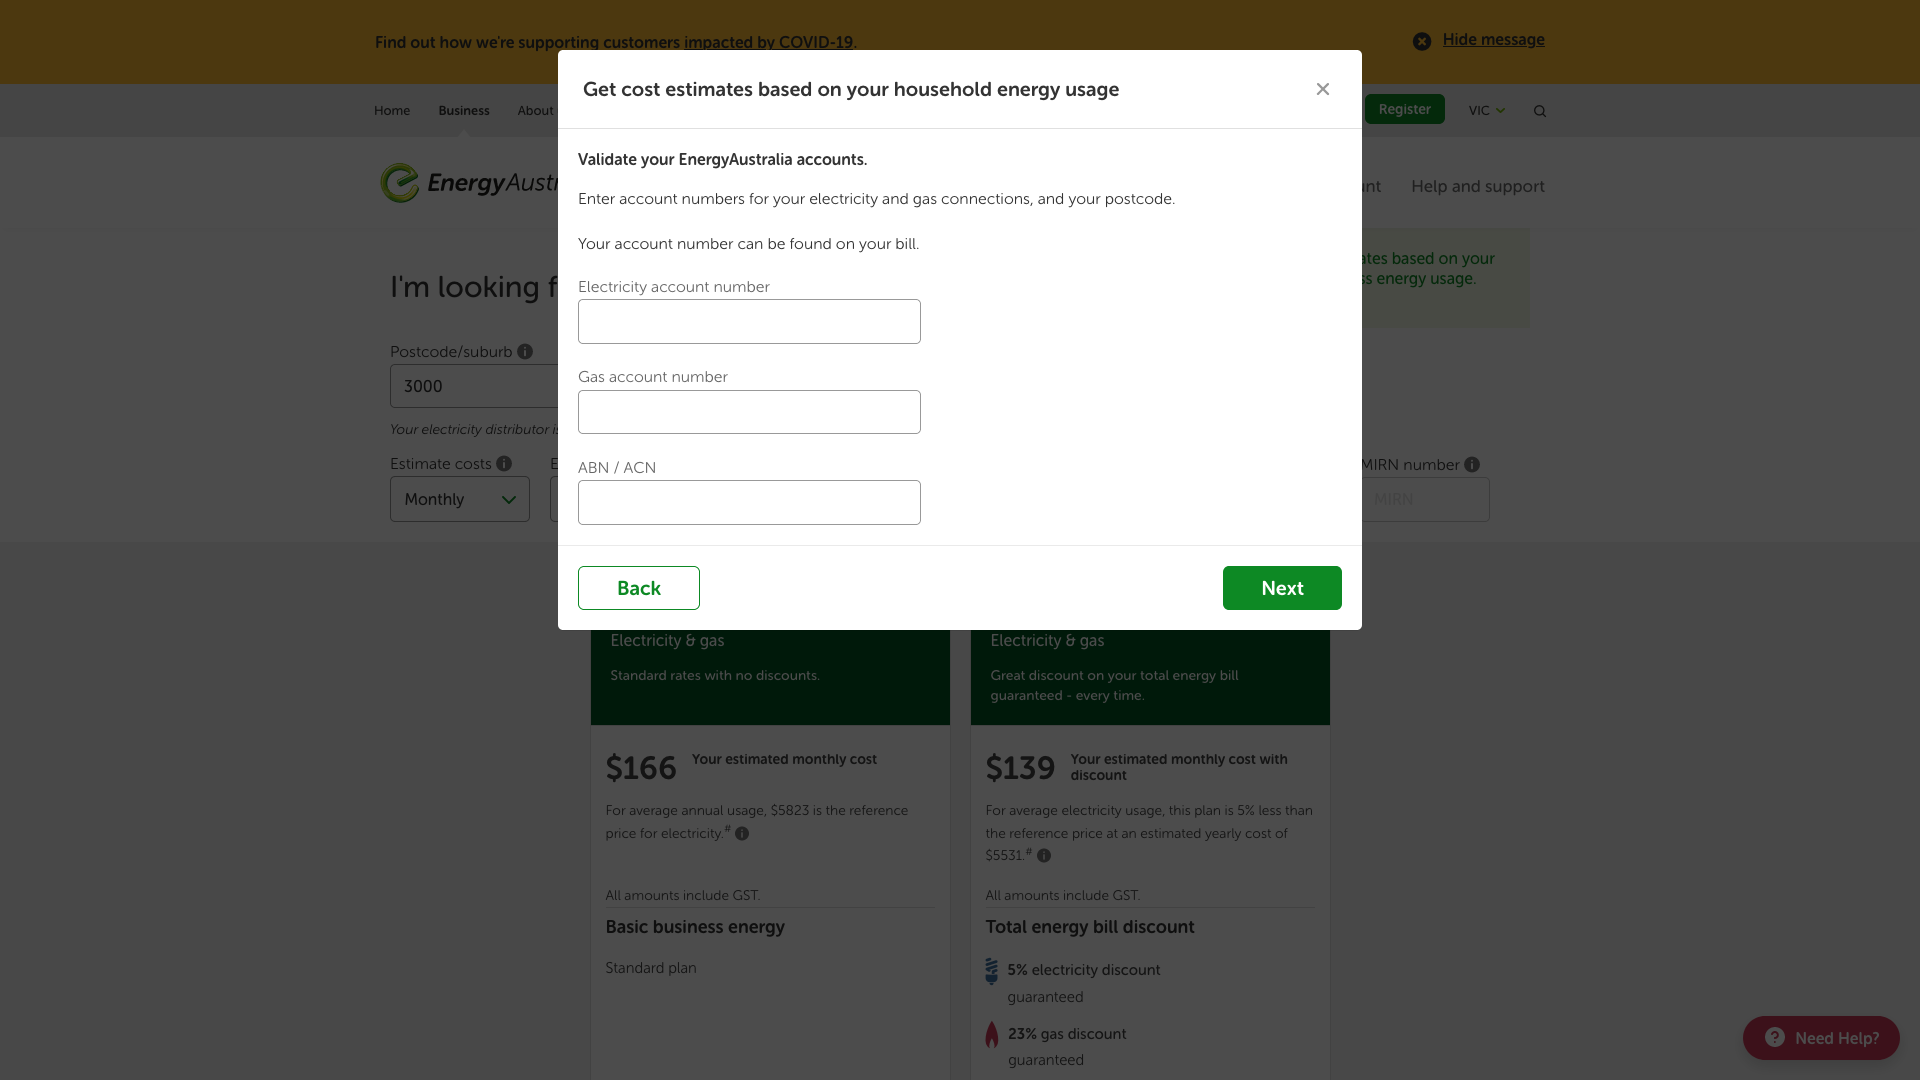 Find out how we're supporting customers impacted by COVID-19.
Hide message
Get cost estimates based on your household energy usage
Home
Business
About
Register
VIC
Validate your EnergyAustralia accounts.
EnergyAustr
Help and support
Enter account numbers for your electricity and gas connections, and your postcode.
Your account number can be found on your bill.
ates based on your
ss energy usage.
I'm looking f
Electricity account number
Postcode/suburb
3000
Gas account number
Your electricity distributor is
Estimate costs
E
ABN / ACN
MIRN number
Monthly
MIRN
Back
Next
Electricity & gas
Standard rates with no discounts.
Electricity & gas
Great discount on your total energy bill
guaranteed - every time.
$166
Your estimated monthly cost
For average annual usage, $5823 is the reference
price for electricity.#
All amounts include GST.
Basic business energy
Standard plan
$139
Your estimated monthly cost with
discount
For average electricity usage, this plan is 5% less than
the reference price at an estimated yearly cost of
$5531.#
All amounts include GST.
Total energy bill discount
5% electricity discount
guaranteed
23% gas discount
guaranteed
Need Help?